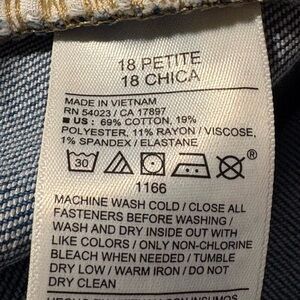 18 PETITE
18 CHICA
MADE IN VIETNAM
RN 54023 / CA 17897
■ US : 69% COTTON, 19%
POLYESTER, 11% RAYON / VISCOSE,
1% SPANDEX / ELASTANE
30
®
1166
MACHINE WASH COLD / CLOSE ALL
FASTENERS BEFORE WASHING /
WASH AND DRY INSIDE OUT WITH
LIKE COLORS / ONLY NON-CHLORINE
BLEACH WHEN NEEDED / TUMBLE
DRY LOW / WARM IRON / DO NOT
DRY CLEAN